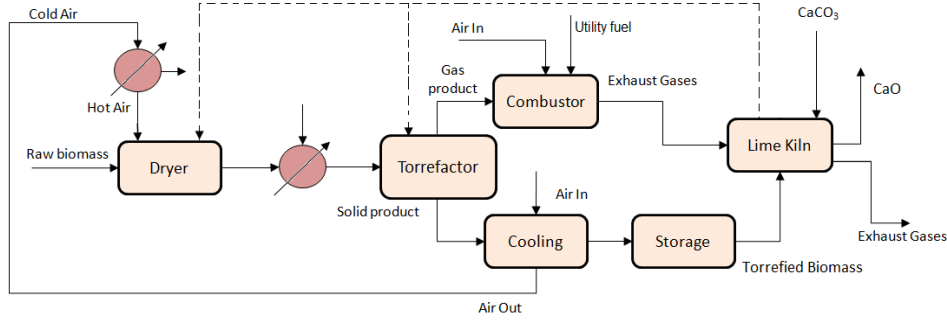 Cold Air
CaCO₃
Air In
Utility fuel
Gas
product
Exhaust Gases
CaO
Hot Air
Combustor
Raw biomass
Dryer
Torrefactor
Lime Kiln
Solid product
Air In
Cooling
Storage
Exhaust Gases
Torrefied Biomass
Air Out